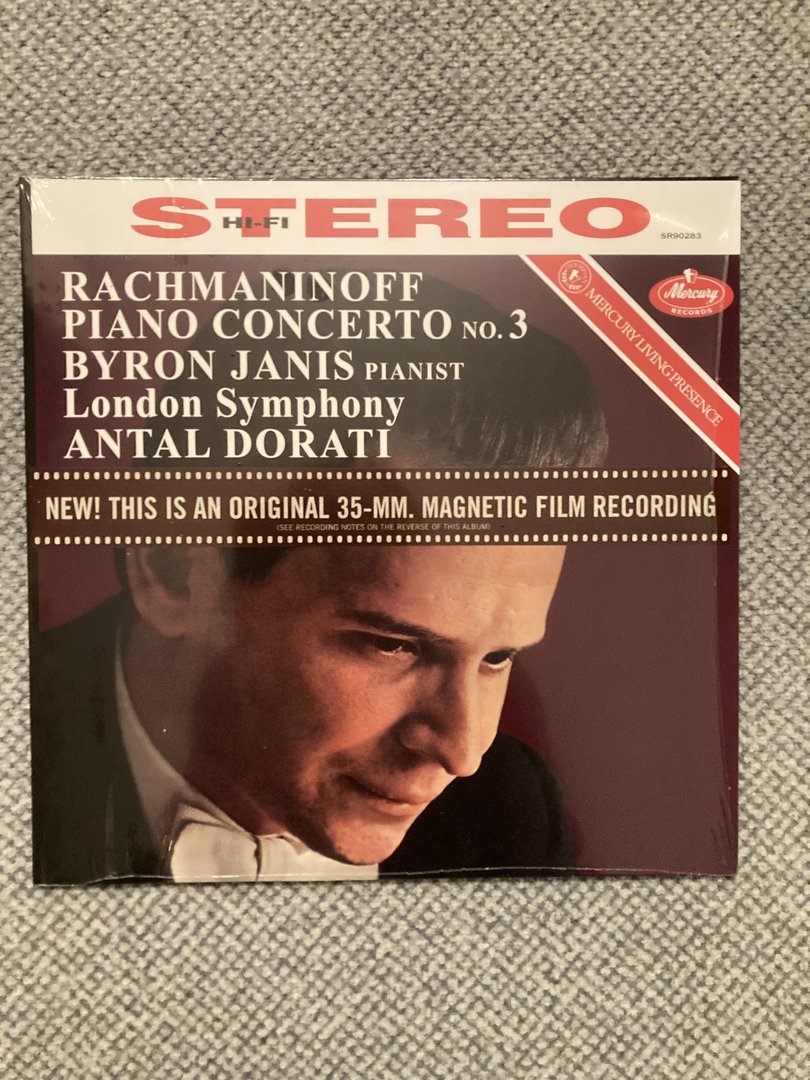 STEREO
HI-FI
SR90283
RACHMANINOFF
PIANO CONCERTO NO. 3
BYRON JANIS PIANIST
London Symphony
ANTAL DORATI
Mercury
RECORDS
MERCURY LIVING PRESENCE
NEW! THIS IS AN ORIGINAL 35-MM. MAGNETIC FILM RECORDING
(SEE RECORDING NOTES ON THE REVERSE OF THIS ALBUM)